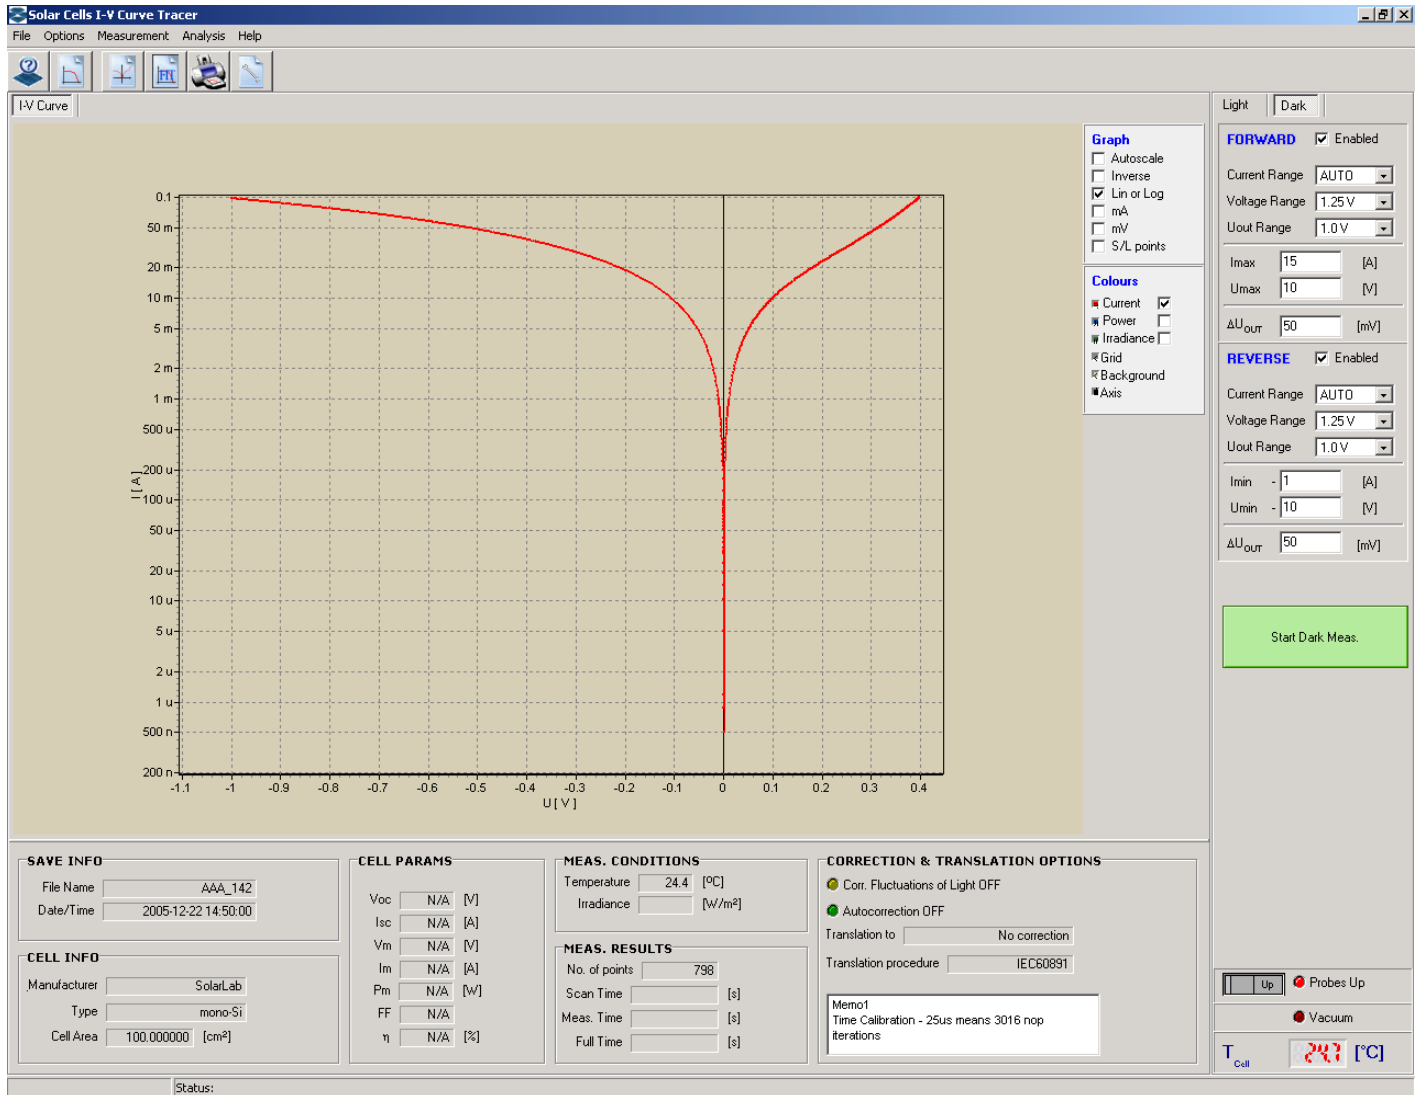 Solar Cells I-V Curve Tracer
File Options Measurement Analysis Help
FIT
I-V Curve
Light Dark
Graph
Autoscale
Inverse
Lin or Log
mA
mV
S/L points
Colours
Current
Power
Irradiance
Grid
Background
Axis
0.1
50 m
20 m
10 m
5 m
2 m
1 m
500 u
200 u
100 u
50 u
20 u
10 u
5 u
2 u
1 u
500 n
200 n
I [ A ]
-1.1 -1 -0.9 -0.8 -0.7 -0.6 -0.5 -0.4 -0.3 -0.2 -0.1 0 0.1 0.2 0.3 0.4
U [ V ]
FORWARD Enabled
Current Range AUTO
Voltage Range 1.25 V
Uout Range 1.0 V
Imax 15 [A]
Umax 10 [V]
ΔU_OUT 50 [mV]
REVERSE Enabled
Current Range AUTO
Voltage Range 1.25 V
Uout Range 1.0 V
Imin - 1 [A]
Umin - 10 [V]
ΔU_OUT 50 [mV]
Start Dark Meas.
SAVE INFO
File Name AAA_142
Date/Time 2005-12-22 14:50:00
CELL INFO
Manufacturer SolarLab
Type mono-Si
Cell Area 100.000000 [cm²]
CELL PARAMS
Voc N/A [V]
Isc N/A [A]
Vm N/A [V]
Im N/A [A]
Pm N/A [W]
FF N/A
η N/A [%]
MEAS. CONDITIONS
Temperature 24.4 [ºC]
Irradiance [W/m²]
MEAS. RESULTS
No. of points 798
Scan Time [s]
Meas. Time [s]
Full Time [s]
CORRECTION & TRANSLATION OPTIONS
Corr. Fluctuations of Light OFF
Autocorrection OFF
Translation to No correction
Translation procedure IEC60891
Memo1
Time Calibration - 25us means 3016 nop
iterations
Up Probes Up
Vacuum
T_Cell 24.7 [°C]
Status: